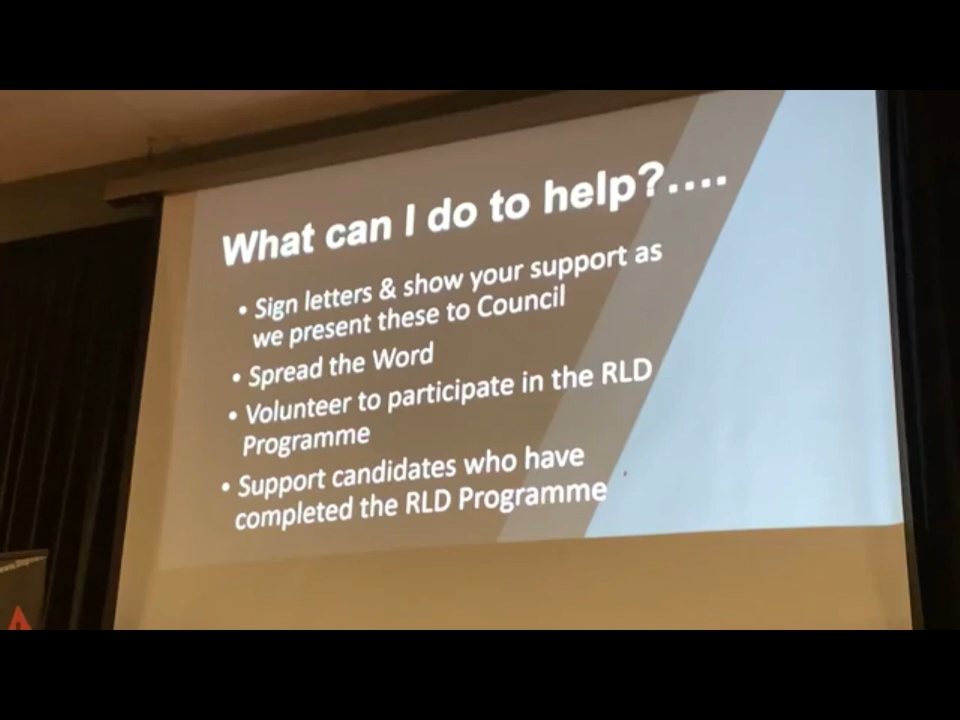 What can I do to help?....
• Sign letters & show your support as
we present these to Council
• Spread the Word
• Volunteer to participate in the RLD
Programme
• Support candidates who have
completed the RLD Programme